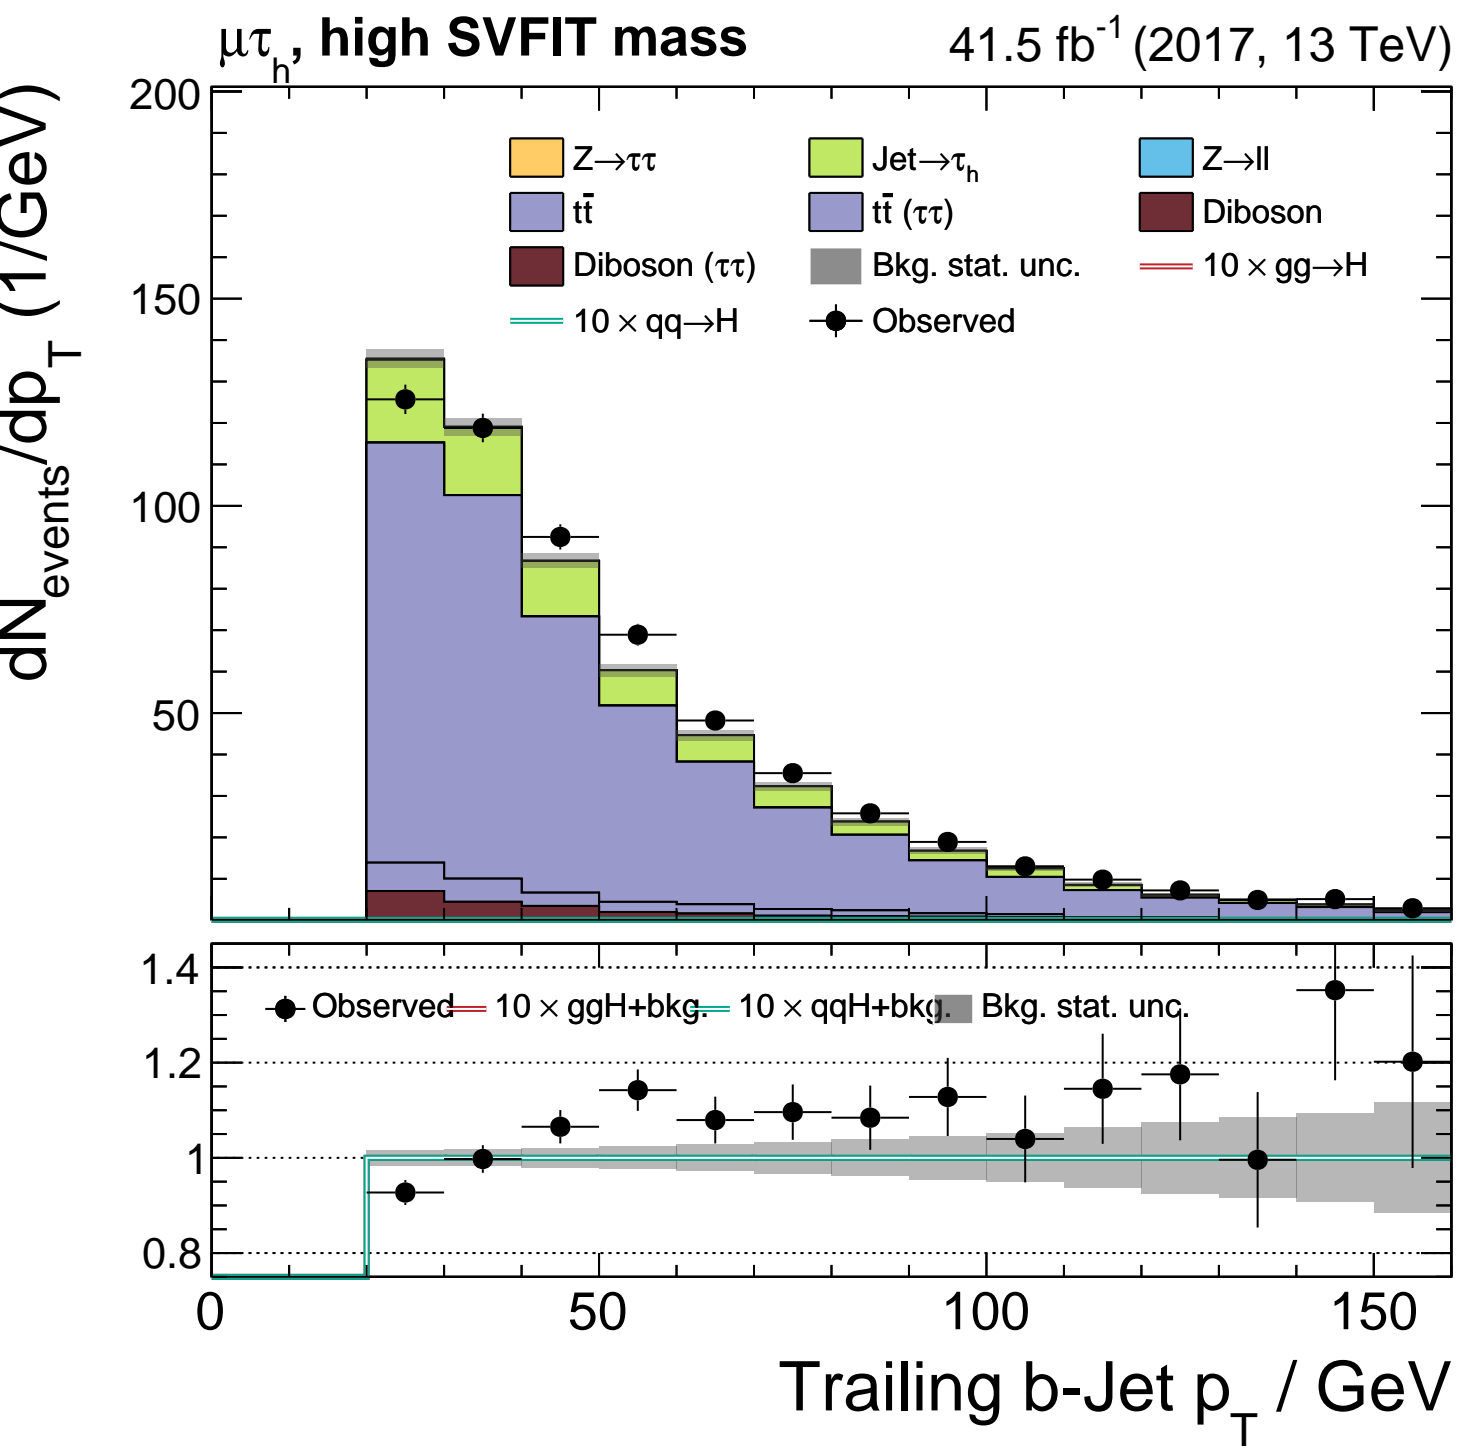 μτh, high SVFIT mass 41.5 fb-1 (2017, 13 TeV)
dNevents/dpT (1/GeV)
200
150
100
50
Z→ττ Jet→τh Z→ll
tt̄ tt̄ (ττ) Diboson
Diboson (ττ) Bkg. stat. unc. 10 × gg→H
10 × qq→H Observed
1.4
1.2
1
0.8
Observed 10 × ggH+bkg. 10 × qqH+bkg. Bkg. stat. unc.
0 50 100 150
Trailing b-Jet pT / GeV